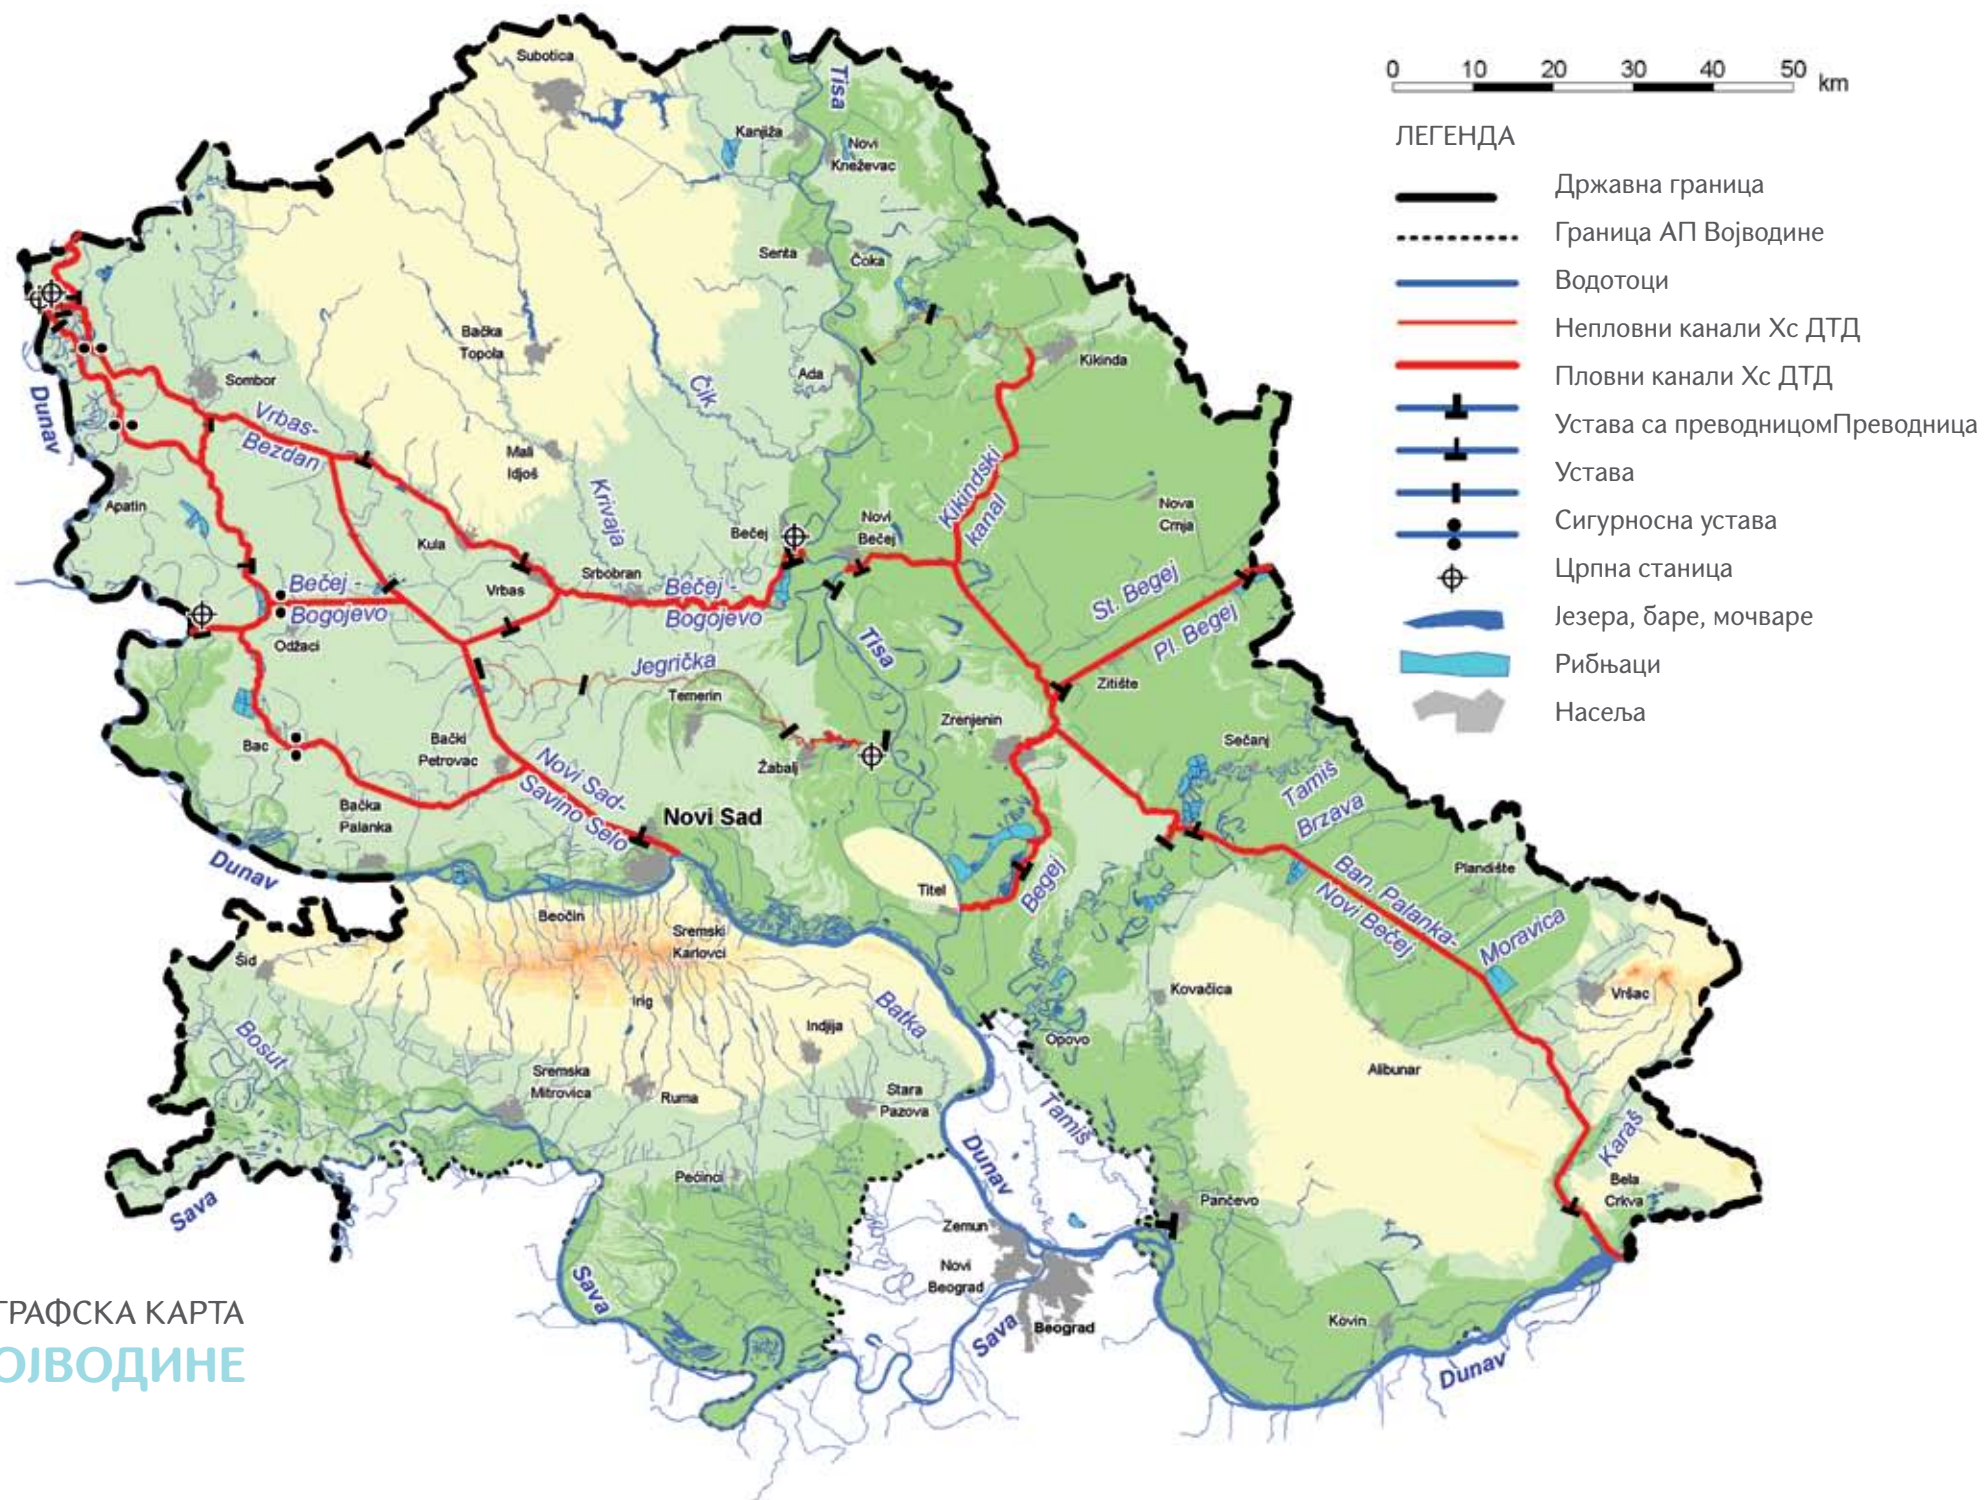 Subotica
Tisa
Kanjiža
Novi
Kneževac
Senta
Čoka
Bačka
Topola
Kikinda
Ada
Sombor
Čik
Dunav
Vrbas-
Bezdan
Mali
Idjoš
Kikindski
kanal
Apatin
Krivaja
Nova
Crnja
Novi
Bečej
Bečej
Kula
Srbobran
Vrbas
Bečej -
Bogojevo
Bečej -
Bogojevo
St. Begej
Pl. Begej
Odžaci
Tisa
Jegrička
Temerin
Zitište
Zrenjenin
Bac
Bački
Petrovac
Sečanj
Žabalj
Novi Sad-
Savino Selo
Tamiš
Brzava
Bačka
Palanka
Novi Sad
Dunav
Ban. Palanka-
Novi Bečej
Plandište
Titel
Begej
Beočin
Sremski
Karlovci
Moravica
Šid
Irig
Kovačica
Vršac
Batka
Indjija
Bosut
Opovo
Sremska
Mitrovica
Ruma
Stara
Pazova
Alibunar
Tamiš
Karaš
Dunav
Pećinci
Bela
Crkva
Sava
Zemun
Pančevo
Novi
Beograd
Sava
Sava
Beograd
Kovin
Dunav
0 10 20 30 40 50 km
ЛЕГЕНДА
Државна граница
Граница АП Војводине
Водотоци
Непловни канали Хс ДТД
Пловни канали Хс ДТД
Устава са преводницомПреводница
Устава
Сигурносна устава
Црпна станица
Језера, баре, мочваре
Рибњаци
Насеља
ГРАФСКА КАРТА
ОЈВОДИНЕ